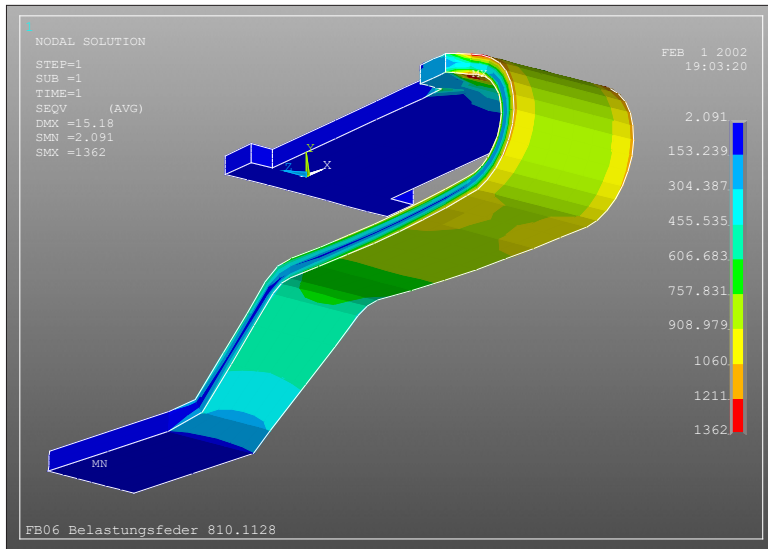 NODAL SOLUTION
STEP=1
SUB =1
TIME=1
SEQV (AVG)
DMX =15.18
SMN =2.091
SMX =1362
FEB 1 2002
19:03:20
2.091
153.239
304.387
455.535
606.683
757.831
908.979
1060
1211
1362
Y
Z
X
MN
FB06 Belastungsfeder 810.1128